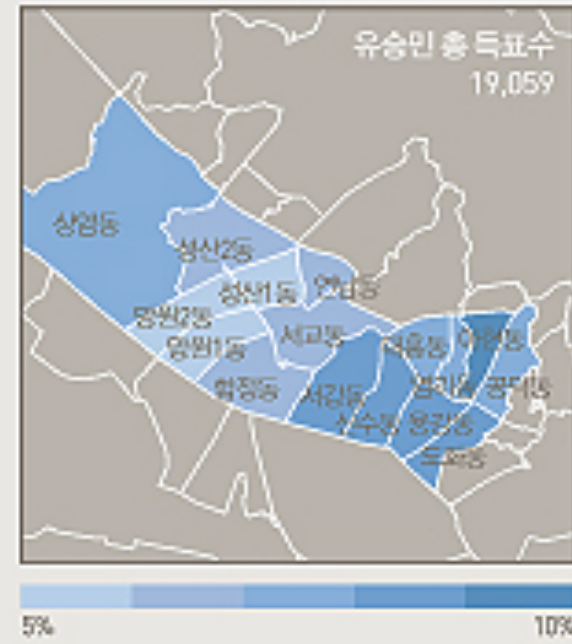 유승민 총 득표수
19,059
상암동
성산2동
성산1동
연남동
망원2동
망원1동
서교동
대흥동
아현동
합정동
서강동
염리동
공덕동
신수동
용강동
도화동
5%
10%